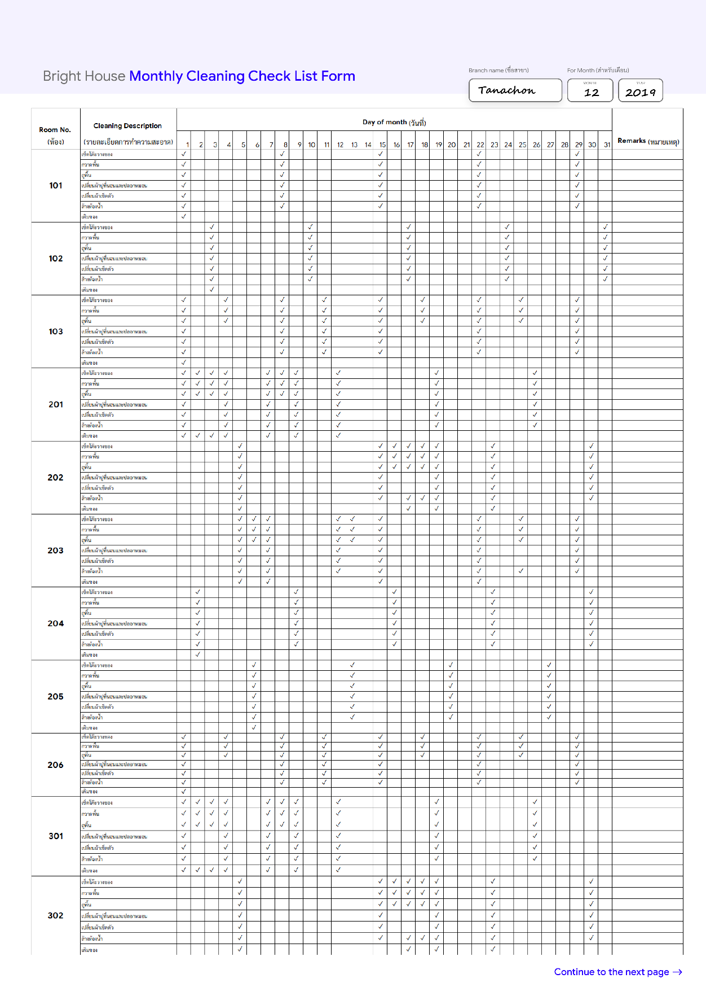 Bright House Monthly Cleaning Check List Form
Branch name (ชื่อสาขา) For Month (สำหรับเดือน)
MONTH YEAR
Tanachon 12 2019
Room No. (ห้อง) Cleaning Description (รายละเอียดการทำความสะอาด) Day of month (วันที่) Remarks (หมายเหตุ)
1 2 3 4 5 6 7 8 9 10 11 12 13 14 15 16 17 18 19 20 21 22 23 24 25 26 27 28 29 30 31
101
เช็ดโต๊ะวางของ ✓ ✓ ✓ ✓ ✓
กวาดพื้น ✓ ✓ ✓ ✓ ✓
ถูพื้น ✓ ✓ ✓ ✓ ✓
เปลี่ยนผ้าปูที่นอนและปลอกหมอน ✓ ✓ ✓ ✓ ✓
เปลี่ยนผ้าเช็ดตัว ✓ ✓ ✓ ✓ ✓
ล้างห้องน้ำ ✓ ✓ ✓ ✓ ✓
เติมของ ✓
102
เช็ดโต๊ะวางของ ✓ ✓ ✓ ✓ ✓
กวาดพื้น ✓ ✓ ✓ ✓ ✓
ถูพื้น ✓ ✓ ✓ ✓ ✓
เปลี่ยนผ้าปูที่นอนและปลอกหมอน ✓ ✓ ✓ ✓ ✓
เปลี่ยนผ้าเช็ดตัว ✓ ✓ ✓ ✓ ✓
ล้างห้องน้ำ ✓ ✓ ✓ ✓ ✓
เติมของ ✓
103
เช็ดโต๊ะวางของ ✓ ✓ ✓ ✓ ✓ ✓ ✓ ✓ ✓
กวาดพื้น ✓ ✓ ✓ ✓ ✓ ✓ ✓ ✓ ✓
ถูพื้น ✓ ✓ ✓ ✓ ✓ ✓ ✓ ✓ ✓
เปลี่ยนผ้าปูที่นอนและปลอกหมอน ✓ ✓ ✓ ✓ ✓ ✓
เปลี่ยนผ้าเช็ดตัว ✓ ✓ ✓ ✓ ✓ ✓
ล้างห้องน้ำ ✓ ✓ ✓ ✓ ✓ ✓
เติมของ ✓
201
เช็ดโต๊ะวางของ ✓ ✓ ✓ ✓ ✓ ✓ ✓ ✓ ✓ ✓
กวาดพื้น ✓ ✓ ✓ ✓ ✓ ✓ ✓ ✓ ✓ ✓
ถูพื้น ✓ ✓ ✓ ✓ ✓ ✓ ✓ ✓ ✓ ✓
เปลี่ยนผ้าปูที่นอนและปลอกหมอน ✓ ✓ ✓ ✓ ✓ ✓ ✓
เปลี่ยนผ้าเช็ดตัว ✓ ✓ ✓ ✓ ✓ ✓ ✓
ล้างห้องน้ำ ✓ ✓ ✓ ✓ ✓ ✓ ✓
เติมของ ✓ ✓ ✓ ✓ ✓ ✓ ✓
202
เช็ดโต๊ะวางของ ✓ ✓ ✓ ✓ ✓ ✓ ✓ ✓
กวาดพื้น ✓ ✓ ✓ ✓ ✓ ✓ ✓ ✓
ถูพื้น ✓ ✓ ✓ ✓ ✓ ✓ ✓ ✓
เปลี่ยนผ้าปูที่นอนและปลอกหมอน ✓ ✓ ✓ ✓ ✓
เปลี่ยนผ้าเช็ดตัว ✓ ✓ ✓ ✓ ✓
ล้างห้องน้ำ ✓ ✓ ✓ ✓ ✓ ✓ ✓
เติมของ ✓ ✓ ✓ ✓
203
เช็ดโต๊ะวางของ ✓ ✓ ✓ ✓ ✓ ✓ ✓ ✓ ✓
กวาดพื้น ✓ ✓ ✓ ✓ ✓ ✓ ✓ ✓ ✓
ถูพื้น ✓ ✓ ✓ ✓ ✓ ✓ ✓ ✓ ✓
เปลี่ยนผ้าปูที่นอนและปลอกหมอน ✓ ✓ ✓ ✓ ✓ ✓
เปลี่ยนผ้าเช็ดตัว ✓ ✓ ✓ ✓ ✓ ✓
ล้างห้องน้ำ ✓ ✓ ✓ ✓ ✓ ✓ ✓
เติมของ ✓ ✓ ✓ ✓
204
เช็ดโต๊ะวางของ ✓ ✓ ✓ ✓ ✓
กวาดพื้น ✓ ✓ ✓ ✓ ✓
ถูพื้น ✓ ✓ ✓ ✓ ✓
เปลี่ยนผ้าปูที่นอนและปลอกหมอน ✓ ✓ ✓ ✓ ✓
เปลี่ยนผ้าเช็ดตัว ✓ ✓ ✓ ✓ ✓
ล้างห้องน้ำ ✓ ✓ ✓ ✓ ✓
เติมของ ✓
205
เช็ดโต๊ะวางของ ✓ ✓ ✓ ✓
กวาดพื้น ✓ ✓ ✓ ✓
ถูพื้น ✓ ✓ ✓ ✓
เปลี่ยนผ้าปูที่นอนและปลอกหมอน ✓ ✓ ✓ ✓
เปลี่ยนผ้าเช็ดตัว ✓ ✓ ✓ ✓
ล้างห้องน้ำ ✓ ✓ ✓ ✓
เติมของ ✓
206
เช็ดโต๊ะวางของ ✓ ✓ ✓ ✓ ✓ ✓ ✓ ✓ ✓
กวาดพื้น ✓ ✓ ✓ ✓ ✓ ✓ ✓ ✓ ✓
ถูพื้น ✓ ✓ ✓ ✓ ✓ ✓ ✓ ✓ ✓
เปลี่ยนผ้าปูที่นอนและปลอกหมอน ✓ ✓ ✓ ✓ ✓ ✓
เปลี่ยนผ้าเช็ดตัว ✓ ✓ ✓ ✓ ✓ ✓
ล้างห้องน้ำ ✓ ✓ ✓ ✓ ✓ ✓
เติมของ ✓
301
เช็ดโต๊ะวางของ ✓ ✓ ✓ ✓ ✓ ✓ ✓ ✓ ✓ ✓
กวาดพื้น ✓ ✓ ✓ ✓ ✓ ✓ ✓ ✓ ✓ ✓
ถูพื้น ✓ ✓ ✓ ✓ ✓ ✓ ✓ ✓ ✓ ✓
เปลี่ยนผ้าปูที่นอนและปลอกหมอน ✓ ✓ ✓ ✓ ✓ ✓ ✓
เปลี่ยนผ้าเช็ดตัว ✓ ✓ ✓ ✓ ✓ ✓ ✓
ล้างห้องน้ำ ✓ ✓ ✓ ✓ ✓ ✓ ✓
เติมของ ✓ ✓ ✓ ✓ ✓ ✓ ✓
302
เช็ดโต๊ะวางของ ✓ ✓ ✓ ✓ ✓ ✓ ✓ ✓
กวาดพื้น ✓ ✓ ✓ ✓ ✓ ✓ ✓ ✓
ถูพื้น ✓ ✓ ✓ ✓ ✓ ✓ ✓ ✓
เปลี่ยนผ้าปูที่นอนและปลอกหมอน ✓ ✓ ✓ ✓ ✓
เปลี่ยนผ้าเช็ดตัว ✓ ✓ ✓ ✓ ✓
ล้างห้องน้ำ ✓ ✓ ✓ ✓ ✓ ✓ ✓
เติมของ ✓ ✓ ✓ ✓
Continue to the next page →